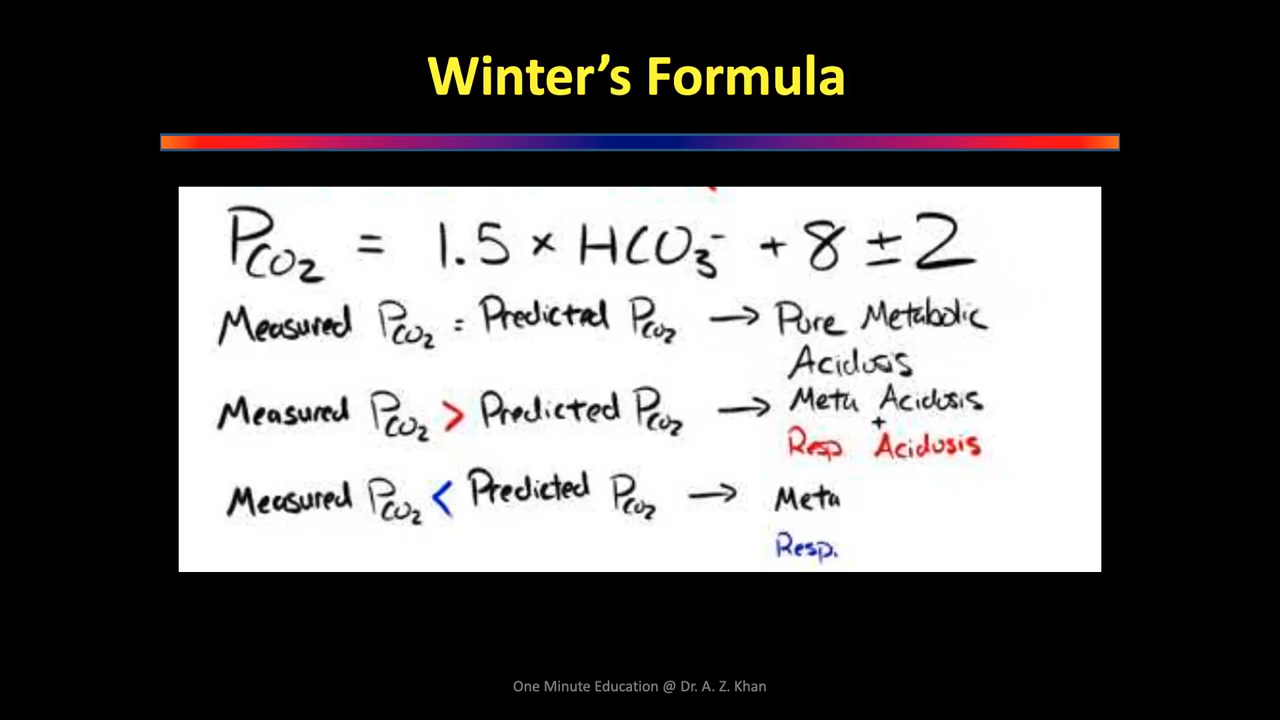 Winter’s Formula
PCO2 = 1.5 × HCO3- + 8 ± 2
Measured PCO2 = Predicted PCO2 → Pure Metabolic
Acidosis
Measured PCO2 > Predicted PCO2 → Meta Acidosis
+
Resp Acidosis
Measured PCO2 < Predicted PCO2 → Meta
Resp.
One Minute Education @ Dr. A. Z. Khan